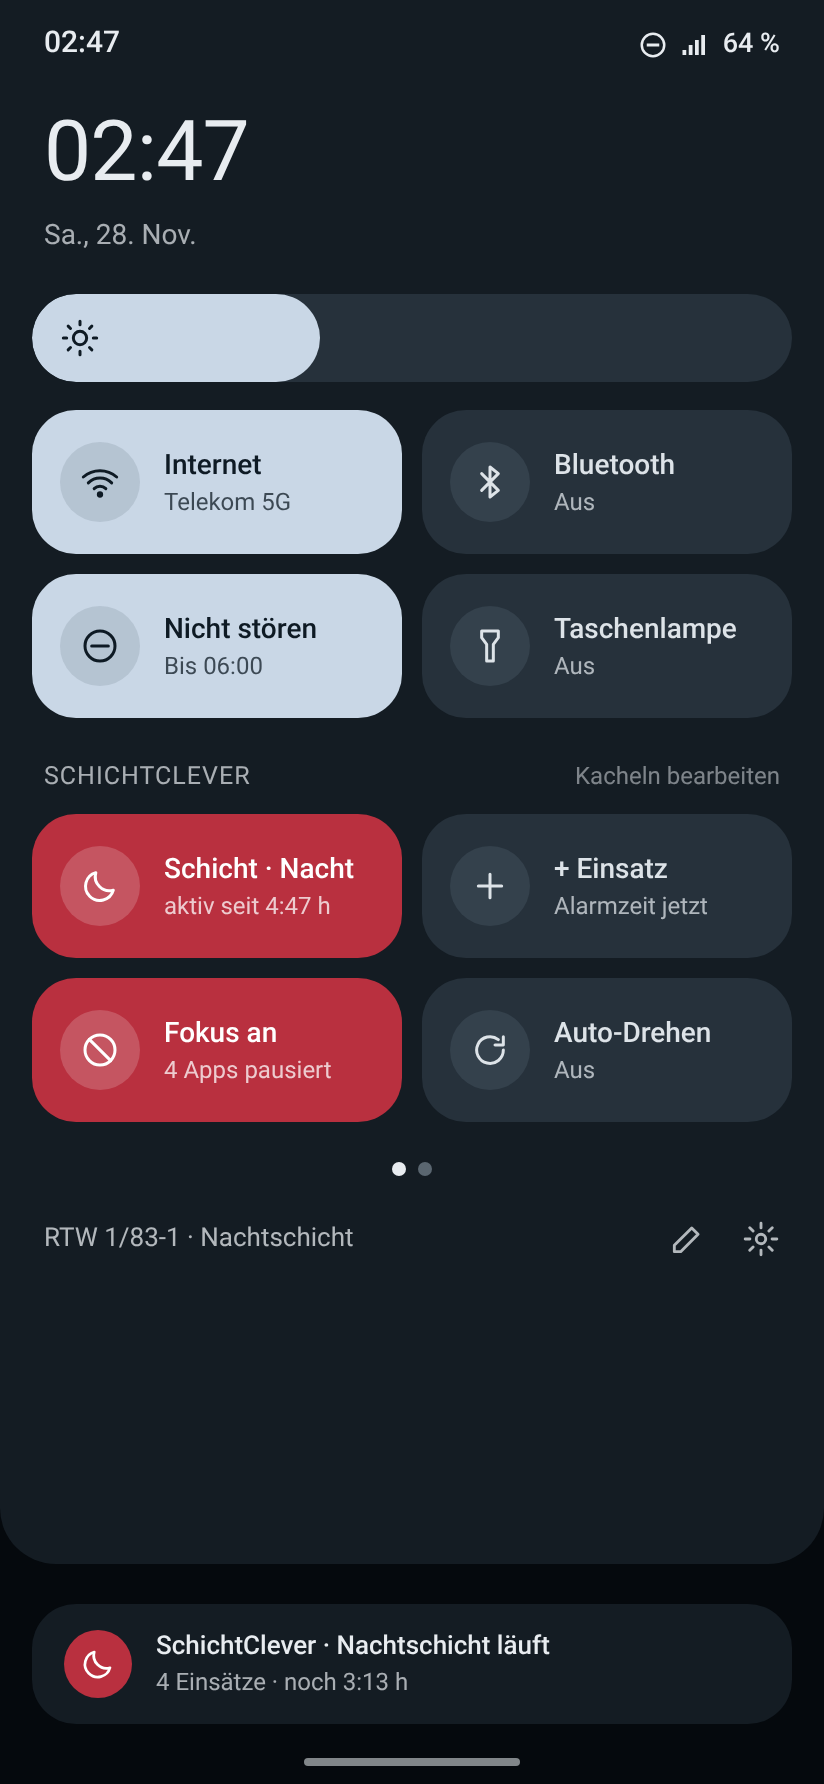 02:47
64 %
02:47
Sa., 28. Nov.
Internet
Telekom 5G
Bluetooth
Aus
Nicht stören
Bis 06:00
Taschenlampe
Aus
SCHICHTCLEVER
Kacheln bearbeiten
Schicht · Nacht
aktiv seit 4:47 h
+ Einsatz
Alarmzeit jetzt
Fokus an
4 Apps pausiert
Auto-Drehen
Aus
RTW 1/83-1 · Nachtschicht
SchichtClever · Nachtschicht läuft
4 Einsätze · noch 3:13 h